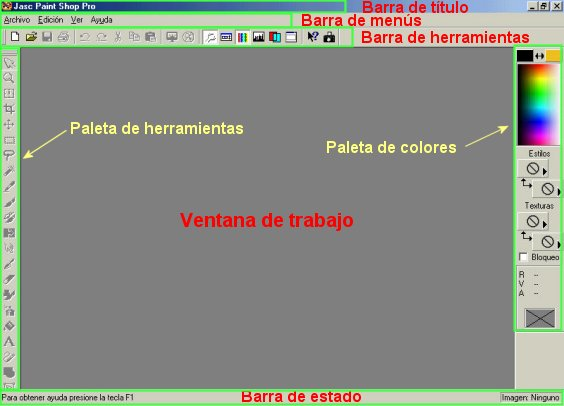 Jasc Paint Shop Pro
Barra de título
Archivo Edición Ver Ayuda
Barra de menús
Barra de herramientas
Paleta de herramientas
Paleta de colores
Estilos
Ventana de trabajo
Texturas
Bloqueo
R --
V --
A --
Para obtener ayuda presione la tecla F1
Barra de estado
Imagen: Ninguno